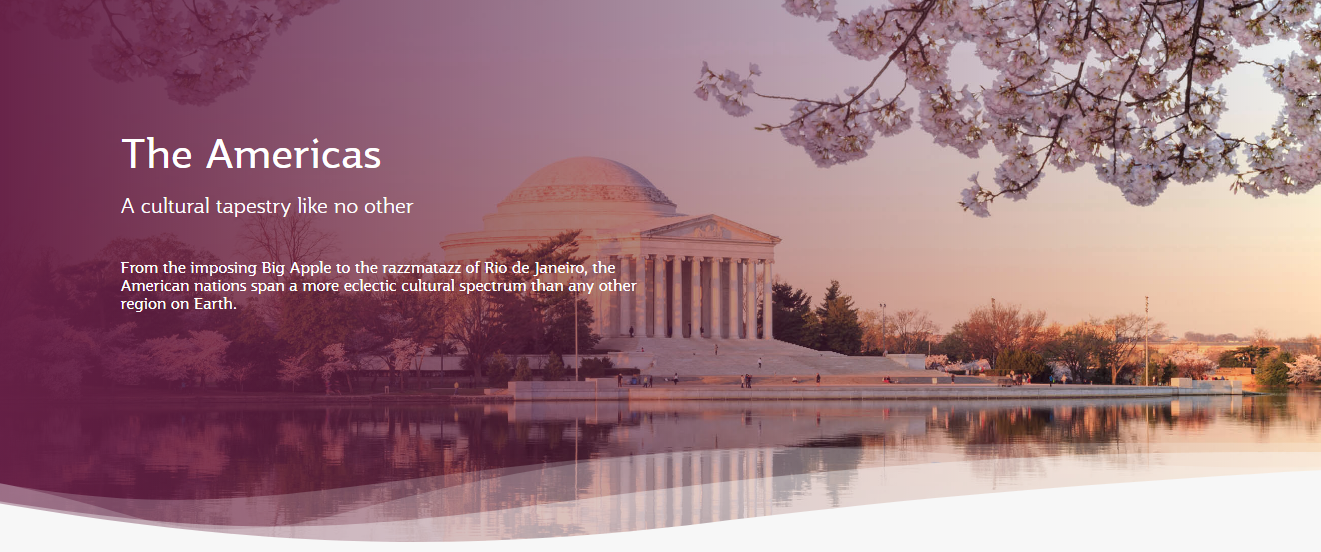 The Americas
A cultural tapestry like no other
From the imposing Big Apple to the razzmatazz of Rio de Janeiro, the
American nations span a more eclectic cultural spectrum than any other
region on Earth.